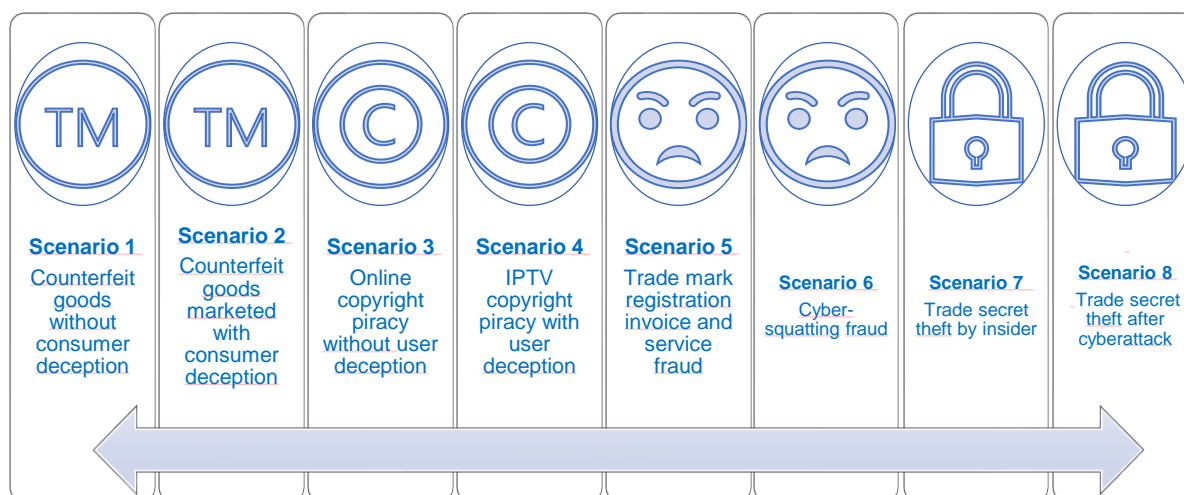 TM
TM
C
C
Scenario 1
Counterfeit
goods
without
consumer
deception
Scenario 2
Counterfeit
goods
marketed
with
consumer
deception
Scenario 3
Online
copyright
piracy
without user
deception
Scenario 4
IPTV
copyright
piracy with
user
deception
Scenario 5
Trade mark
registration
invoice and
service
fraud
Scenario 6
Cyber-
squatting fraud
Scenario 7
Trade secret
theft by insider
Scenario 8
Trade secret
theft after
cyberattack